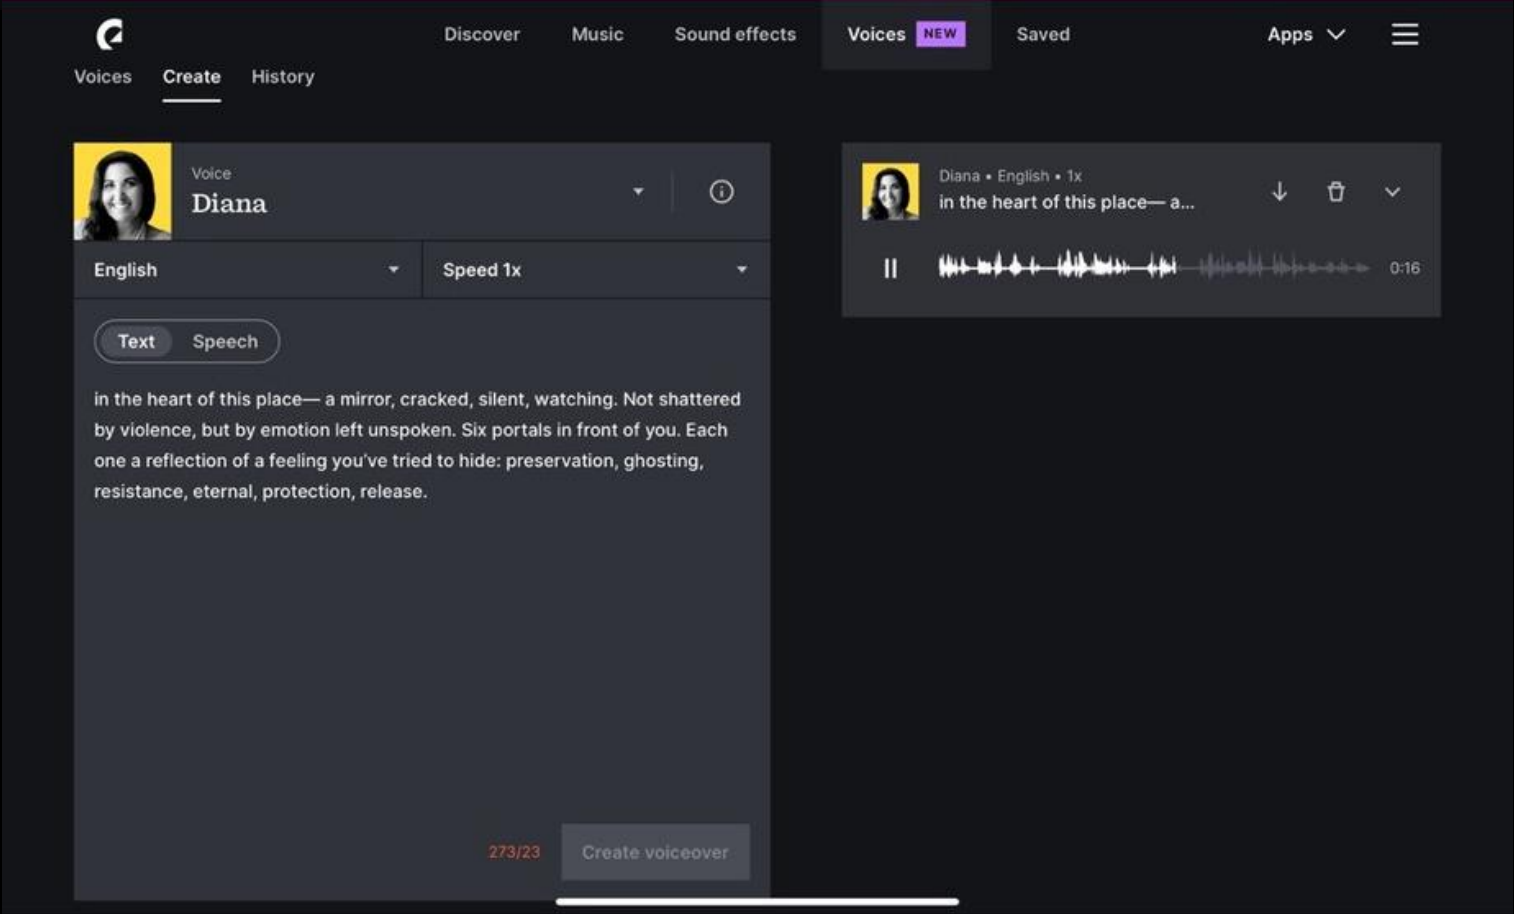 Discover Music Sound effects Voices NEW Saved Apps
Voices Create History
Voice
Diana
English Speed 1x
Text Speech
in the heart of this place— a mirror, cracked, silent, watching. Not shattered
by violence, but by emotion left unspoken. Six portals in front of you. Each
one a reflection of a feeling you've tried to hide: preservation, ghosting,
resistance, eternal, protection, release.
273/23 Create voiceover
Diana • English • 1x
in the heart of this place— a...
0:16